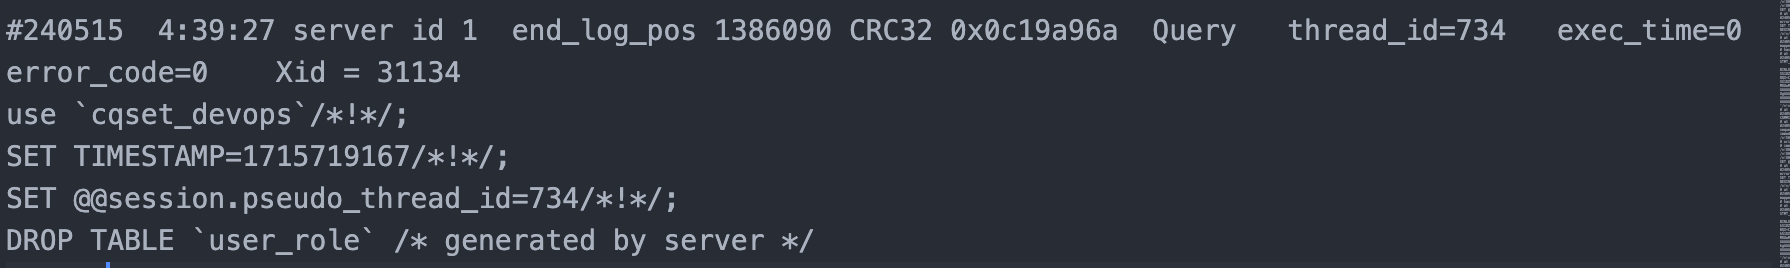 #240515  4:39:27 server id 1  end_log_pos 1386090 CRC32 0x0c19a96a  Query   thread_id=734   exec_time=0
error_code=0    Xid = 31134
use `cqset_devops`/*!*/;
SET TIMESTAMP=1715719167/*!*/;
SET @@session.pseudo_thread_id=734/*!*/;
DROP TABLE `user_role` /* generated by server */